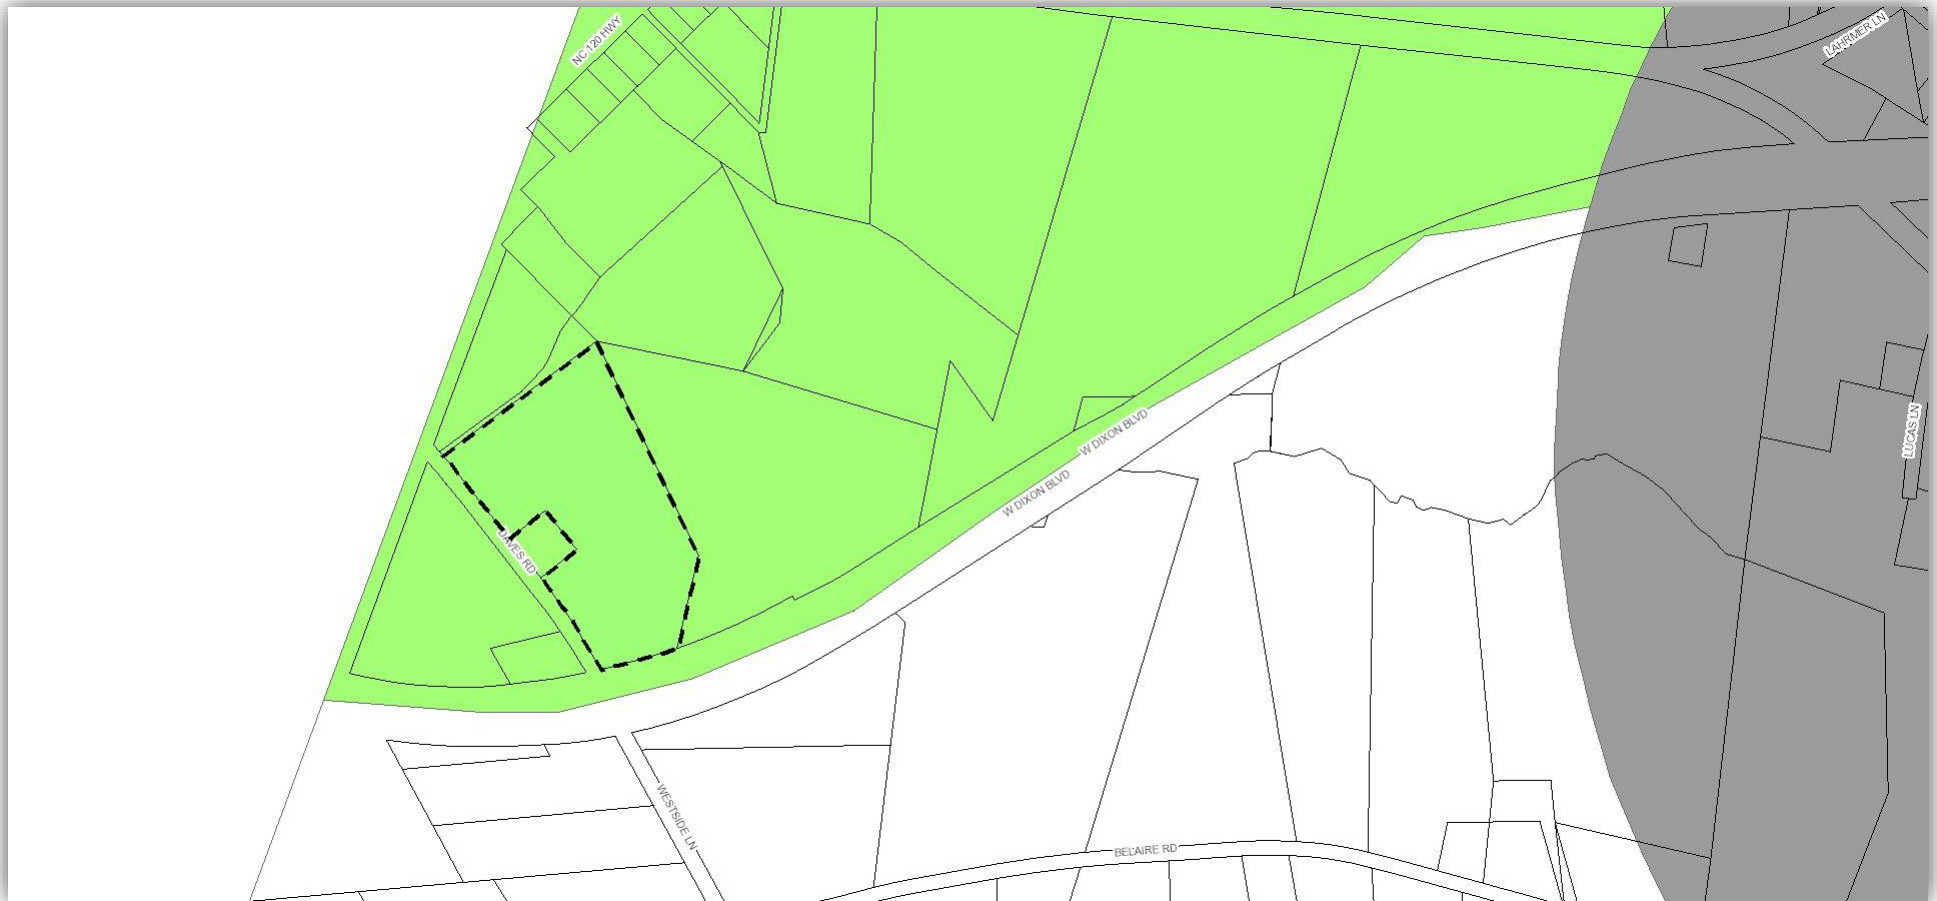 NC 120 HWY
LAHRMER LN
W DIXON BLVD
LUCAS LN
W DIXON BLVD
DAVES RD
WESTSIDE LN
BELAIRE RD